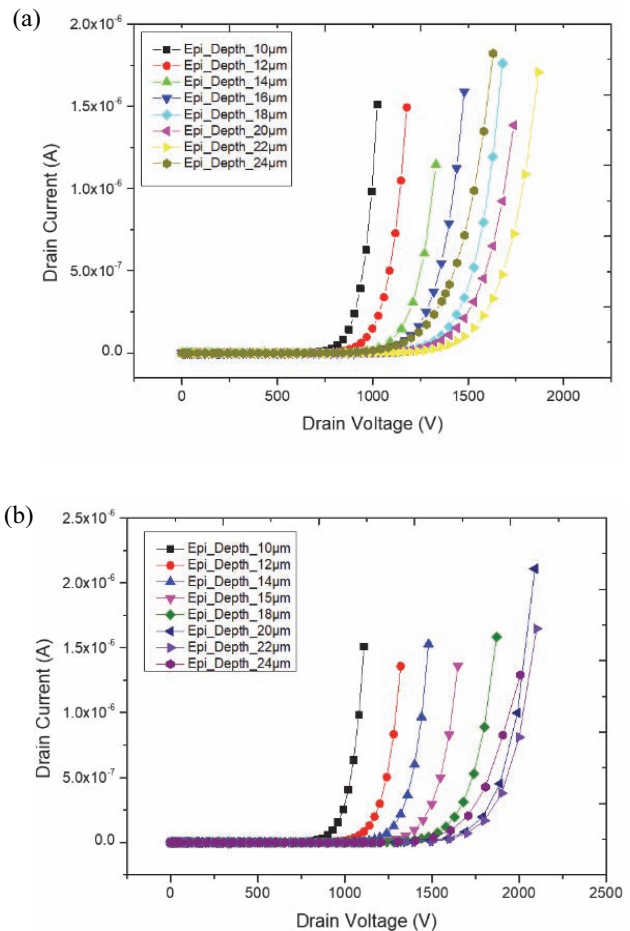 (a)
2.0x10⁻⁶
1.5x10⁻⁶
1.0x10⁻⁶
5.0x10⁻⁷
0.0
Drain Current (A)
Epi_Depth_10μm
Epi_Depth_12μm
Epi_Depth_14μm
Epi_Depth_16μm
Epi_Depth_18μm
Epi_Depth_20μm
Epi_Depth_22μm
Epi_Depth_24μm
0 500 1000 1500 2000
Drain Voltage (V)
(b)
2.5x10⁻⁶
2.0x10⁻⁶
1.5x10⁻⁶
1.0x10⁻⁶
5.0x10⁻⁷
0.0
Drain Current (A)
Epi_Depth_10μm
Epi_Depth_12μm
Epi_Depth_14μm
Epi_Depth_15μm
Epi_Depth_18μm
Epi_Depth_20μm
Epi_Depth_22μm
Epi_Depth_24μm
0 500 1000 1500 2000 2500
Drain Voltage (V)